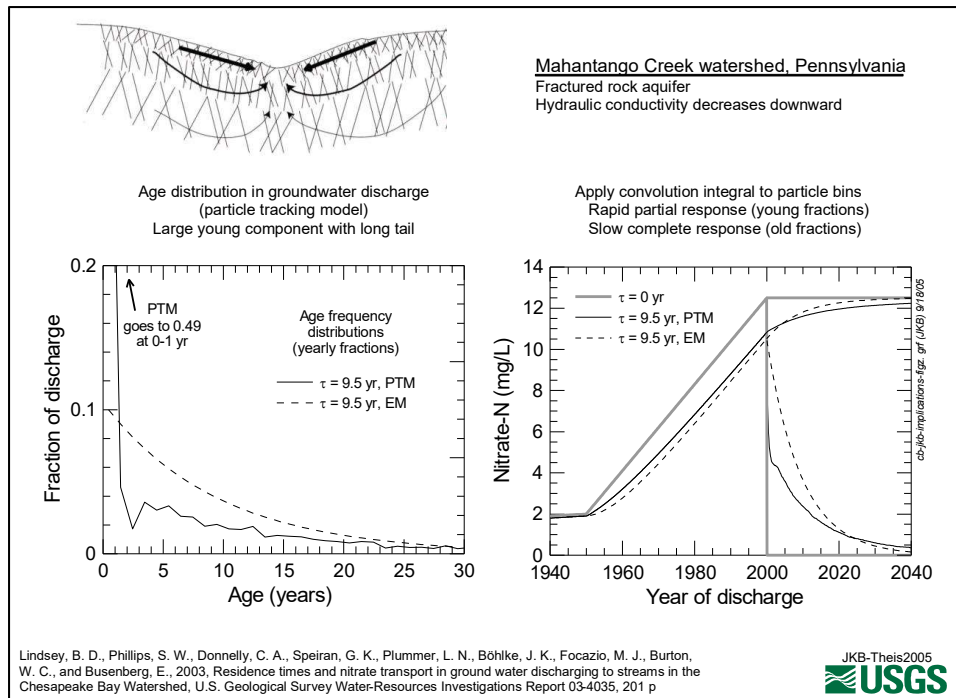 Mahantango Creek watershed, Pennsylvania
Fractured rock aquifer
Hydraulic conductivity decreases downward
Age distribution in groundwater discharge
(particle tracking model)
Large young component with long tail
Apply convolution integral to particle bins
Rapid partial response (young fractions)
Slow complete response (old fractions)
0.2
0.1
0
Fraction of discharge
PTM
goes to 0.49
at 0-1 yr
Age frequency
distributions
(yearly fractions)
τ = 9.5 yr, PTM
τ = 9.5 yr, EM
0 5 10 15 20 25 30
Age (years)
14
12
10
8
6
4
2
0
Nitrate-N (mg/L)
τ = 0 yr
τ = 9.5 yr, PTM
τ = 9.5 yr, EM
1940 1960 1980 2000 2020 2040
Year of discharge
cb-jkb-implications-figz. grf (JKB) 9/18/05
Lindsey, B. D., Phillips, S. W., Donnelly, C. A., Speiran, G. K., Plummer, L. N., Böhlke, J. K., Focazio, M. J., Burton,
W. C., and Busenberg, E., 2003, Residence times and nitrate transport in ground water discharging to streams in the
Chesapeake Bay Watershed, U.S. Geological Survey Water-Resources Investigations Report 03-4035, 201 p
JKB-Theis2005
USGS